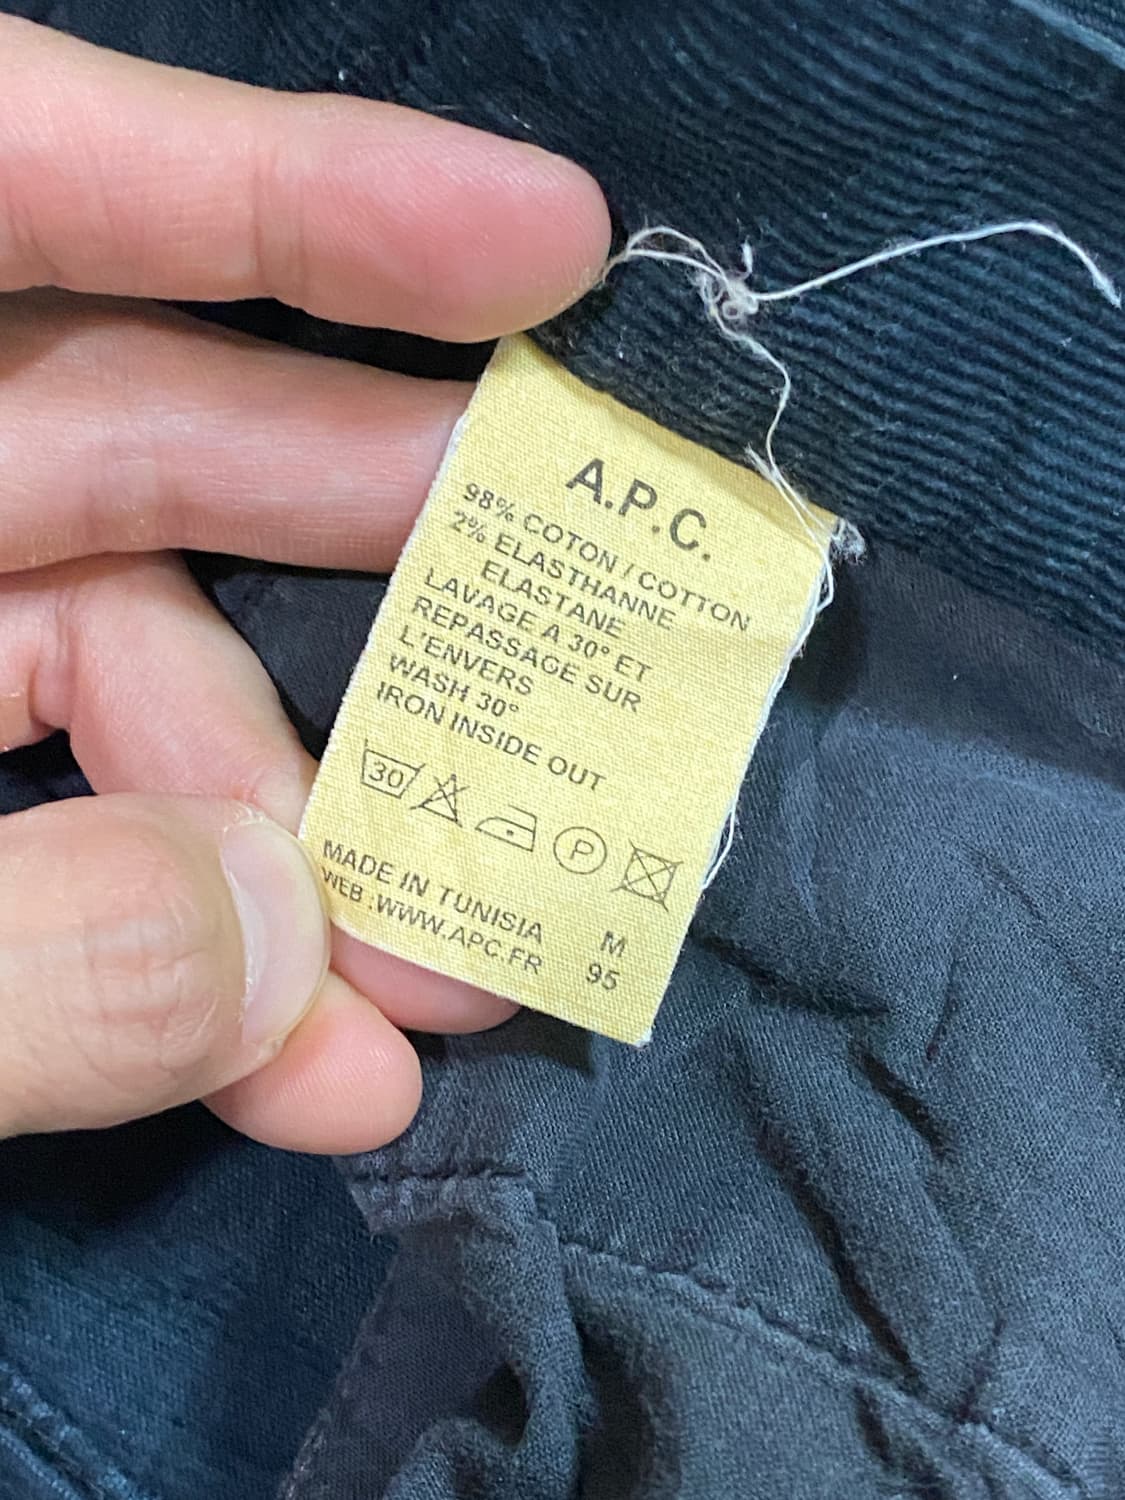 A.P.C.
98% COTON / COTTON
2% ELASTHANNE
ELASTANE
LAVAGE A 30° ET
REPASSAGE SUR
L'ENVERS
WASH 30°
IRON INSIDE OUT
30 P
MADE IN TUNISIA M
WEB :WWW.APC.FR 95